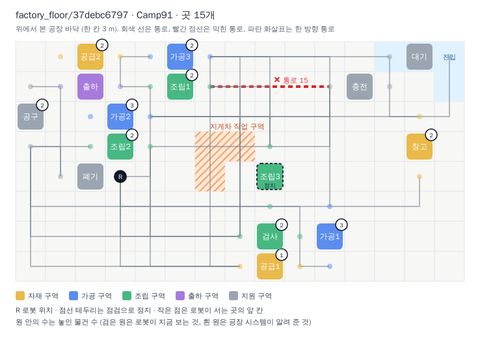 factory_floor/37debc6797 · Camp91 · 곳 15개
위에서 본 공장 바닥 (한 칸 3 m). 회색 선은 통로, 빨간 점선은 막힌 통로, 파란 화살표는 한 방향 통로
공급2 2
가공3 2
대기
진입
출하
조립1 2
✕ 통로 15
충전
공구 2
가공2 3
지게차 작업 구역
조립2 2
창고 2
폐기
R
조립3
정지
검사 2
가공1 3
공급1 1
자재 구역
가공 구역
조립 구역
출하 구역
지원 구역
R 로봇 위치 · 점선 테두리는 점검으로 정지 · 작은 점은 로봇이 서는 곳의 앞 칸
원 안의 수는 놓인 물건 수 (검은 원은 로봇이 지금 보는 것, 흰 원은 공장 시스템이 알려 준 것)